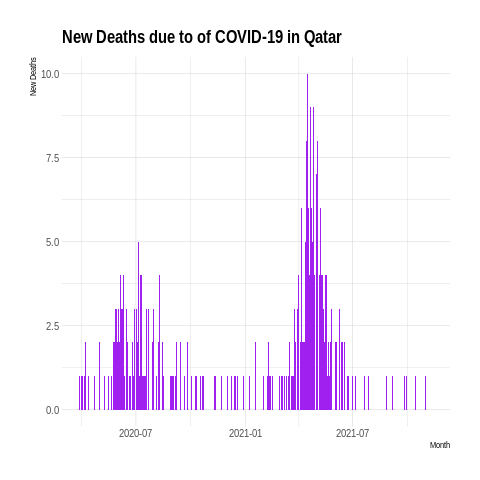 New Deaths due to of COVID-19 in Qatar
New Deaths
10.0
7.5
5.0
2.5
0.0
2020-07
2021-01
2021-07
Month